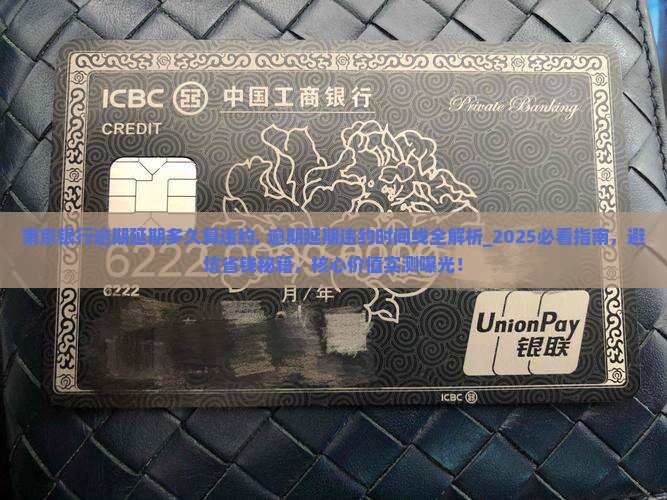 ICBC 中国工商银行 Private Banking
CREDIT
南京银行逾期延期多久算违约, 逾期延期违约时间线全解析_2025必看指南，避
坑省钱秘籍，核心价值实测曝光！
6222
6222
月/年
UnionPay
银联
ICBC